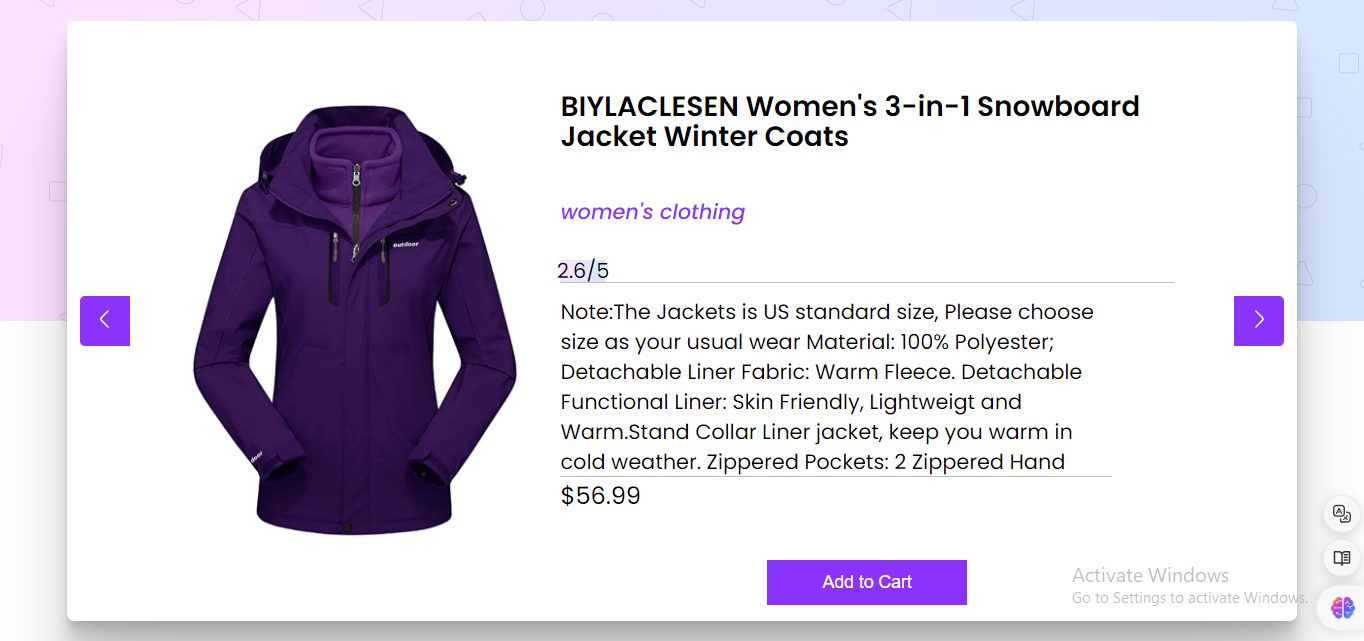 BIYLACLESEN Women's 3-in-1 Snowboard
Jacket Winter Coats
women's clothing
2.6/5
outdoor
Note:The Jackets is US standard size, Please choose
size as your usual wear Material: 100% Polyester;
Detachable Liner Fabric: Warm Fleece. Detachable
Functional Liner: Skin Friendly, Lightweigt and
Warm.Stand Collar Liner jacket, keep you warm in
cold weather. Zippered Pockets: 2 Zippered Hand
$56.99
Add to Cart
Activate Windows
Go to Settings to activate Windows.